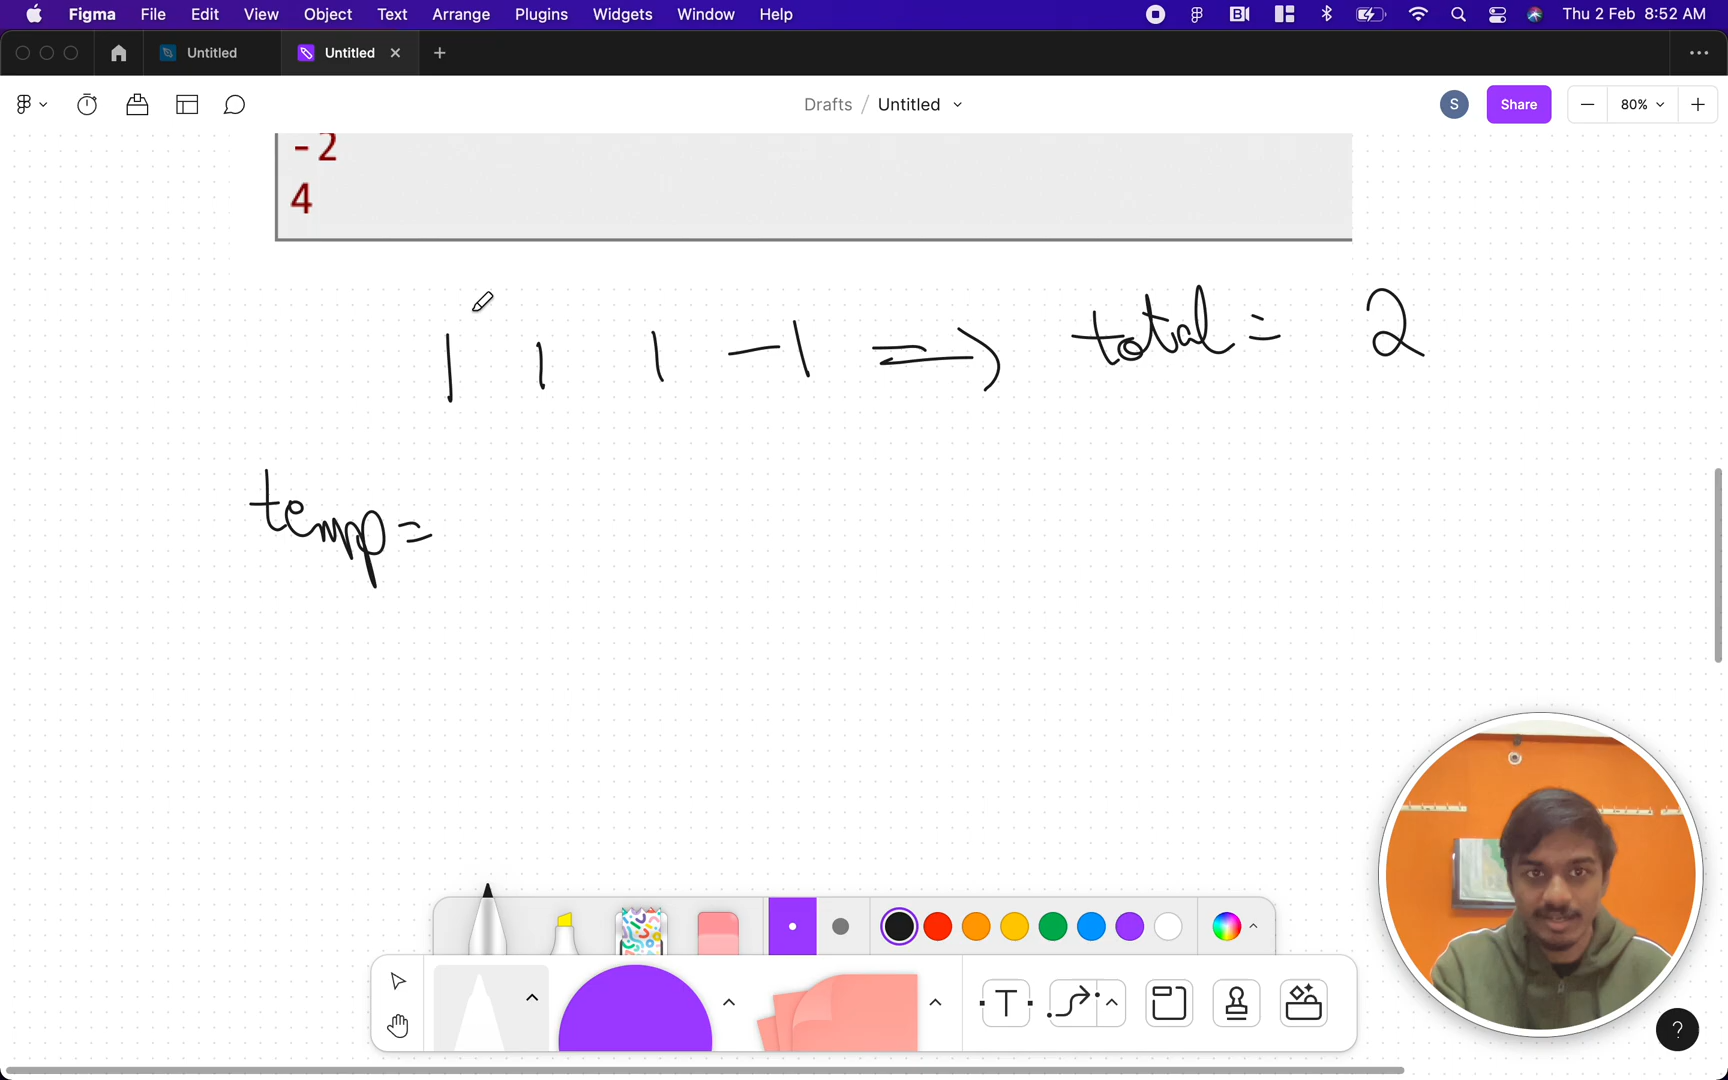 Figma File Edit View Object Text Arrange Plugins Widgets Window Help Thu 2 Feb 8:52 AM
Untitled Untitled
Drafts / Untitled S Share 80%
-2
4
1 1 1 -1 => total = 2
temp=
T
?